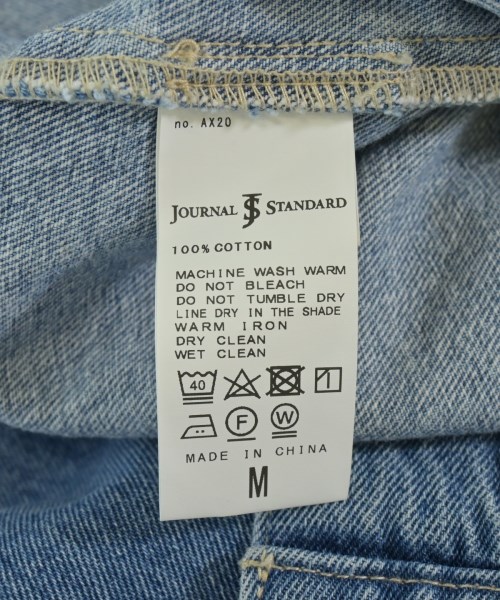 no. AX20
JOURNAL JS STANDARD
100% COTTON
MACHINE WASH WARM
DO NOT BLEACH
DO NOT TUMBLE DRY
LINE DRY IN THE SHADE
WARM IRON
DRY CLEAN
WET CLEAN
40
F W
MADE IN CHINA
M